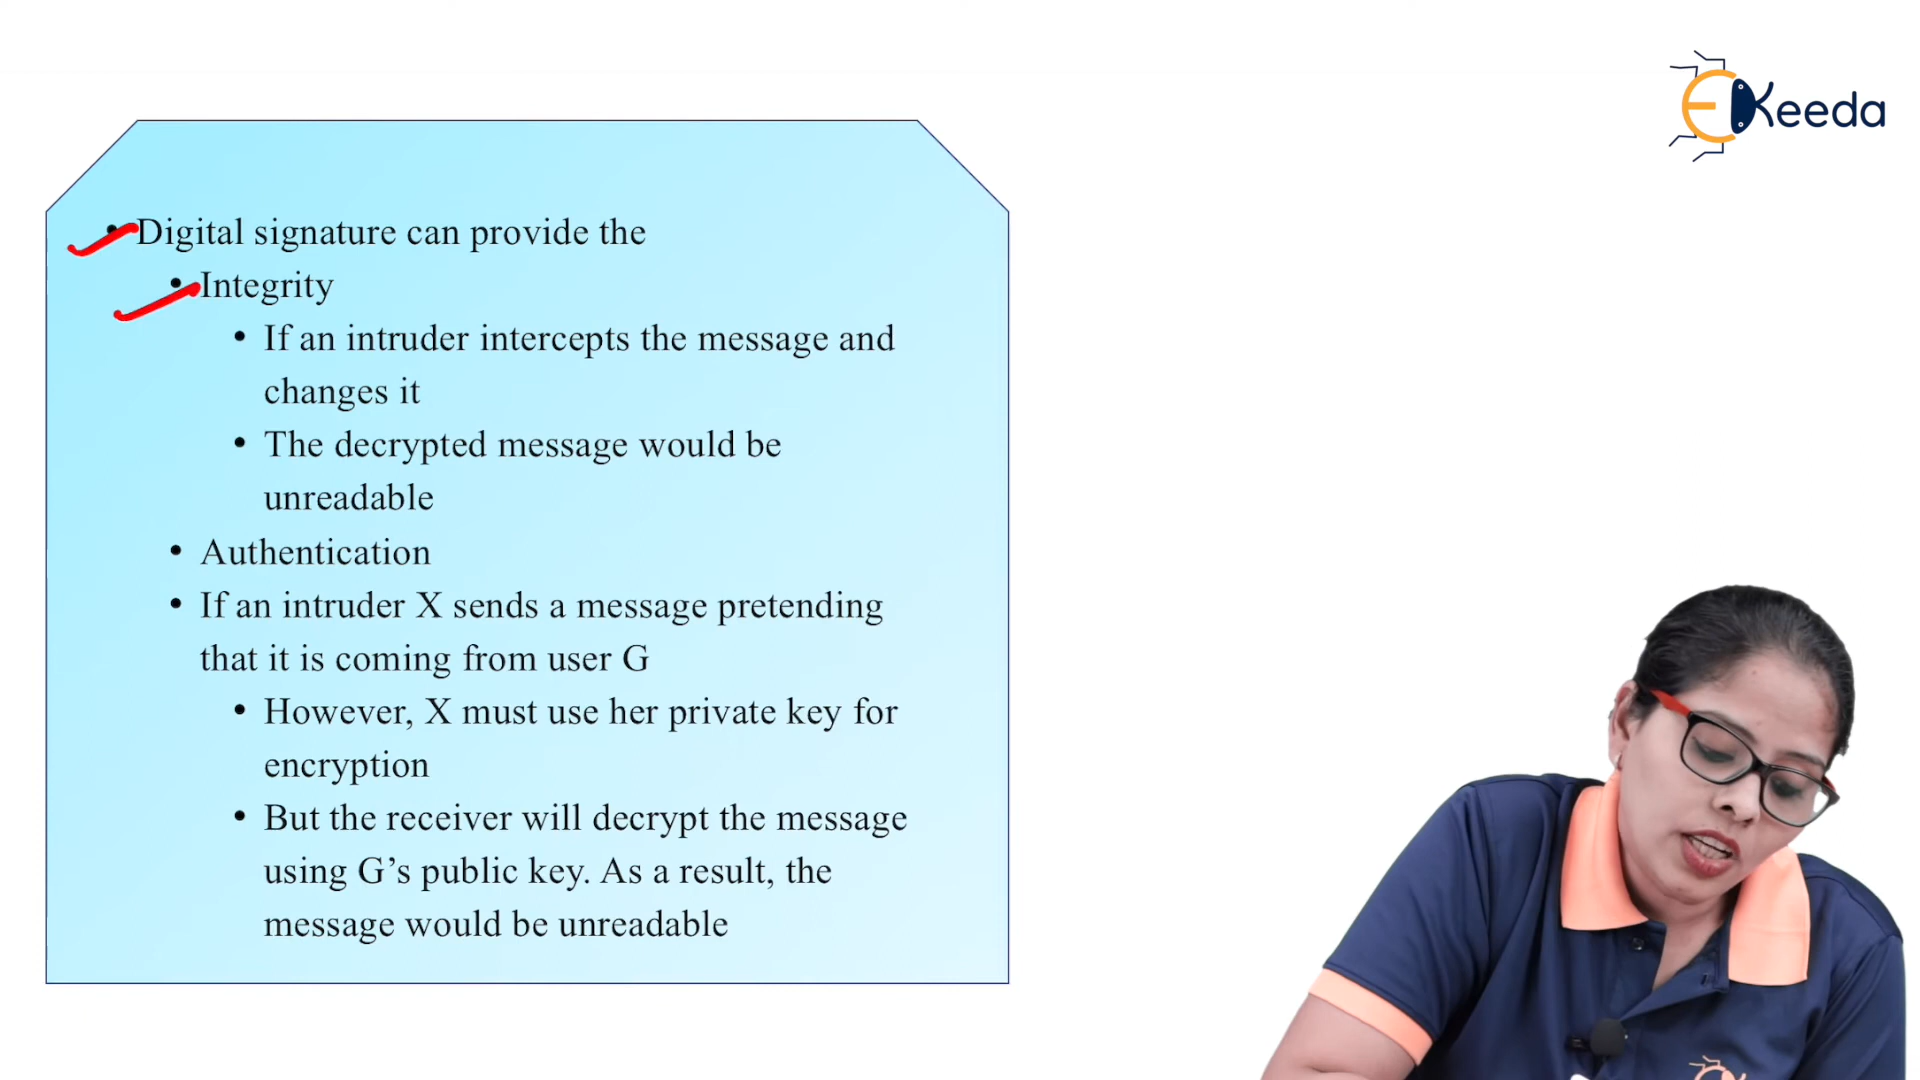 EKeeda
• Digital signature can provide the
• Integrity
• If an intruder intercepts the message and
changes it
• The decrypted message would be
unreadable
• Authentication
• If an intruder X sends a message pretending
that it is coming from user G
• However, X must use her private key for
encryption
• But the receiver will decrypt the message
using G’s public key. As a result, the
message would be unreadable